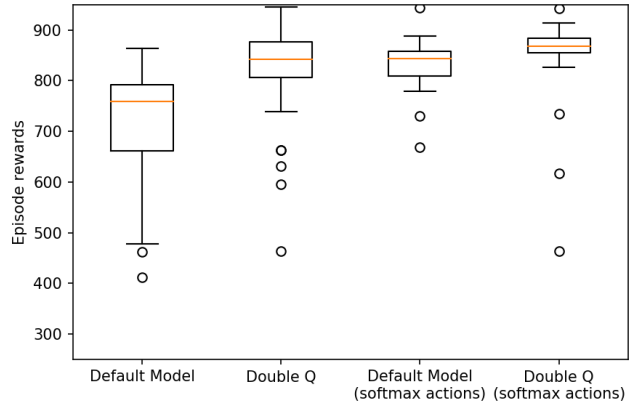 900
800
700
600
500
400
300
Episode rewards
Default Model
Double Q
Default Model
(softmax actions)
Double Q
(softmax actions)